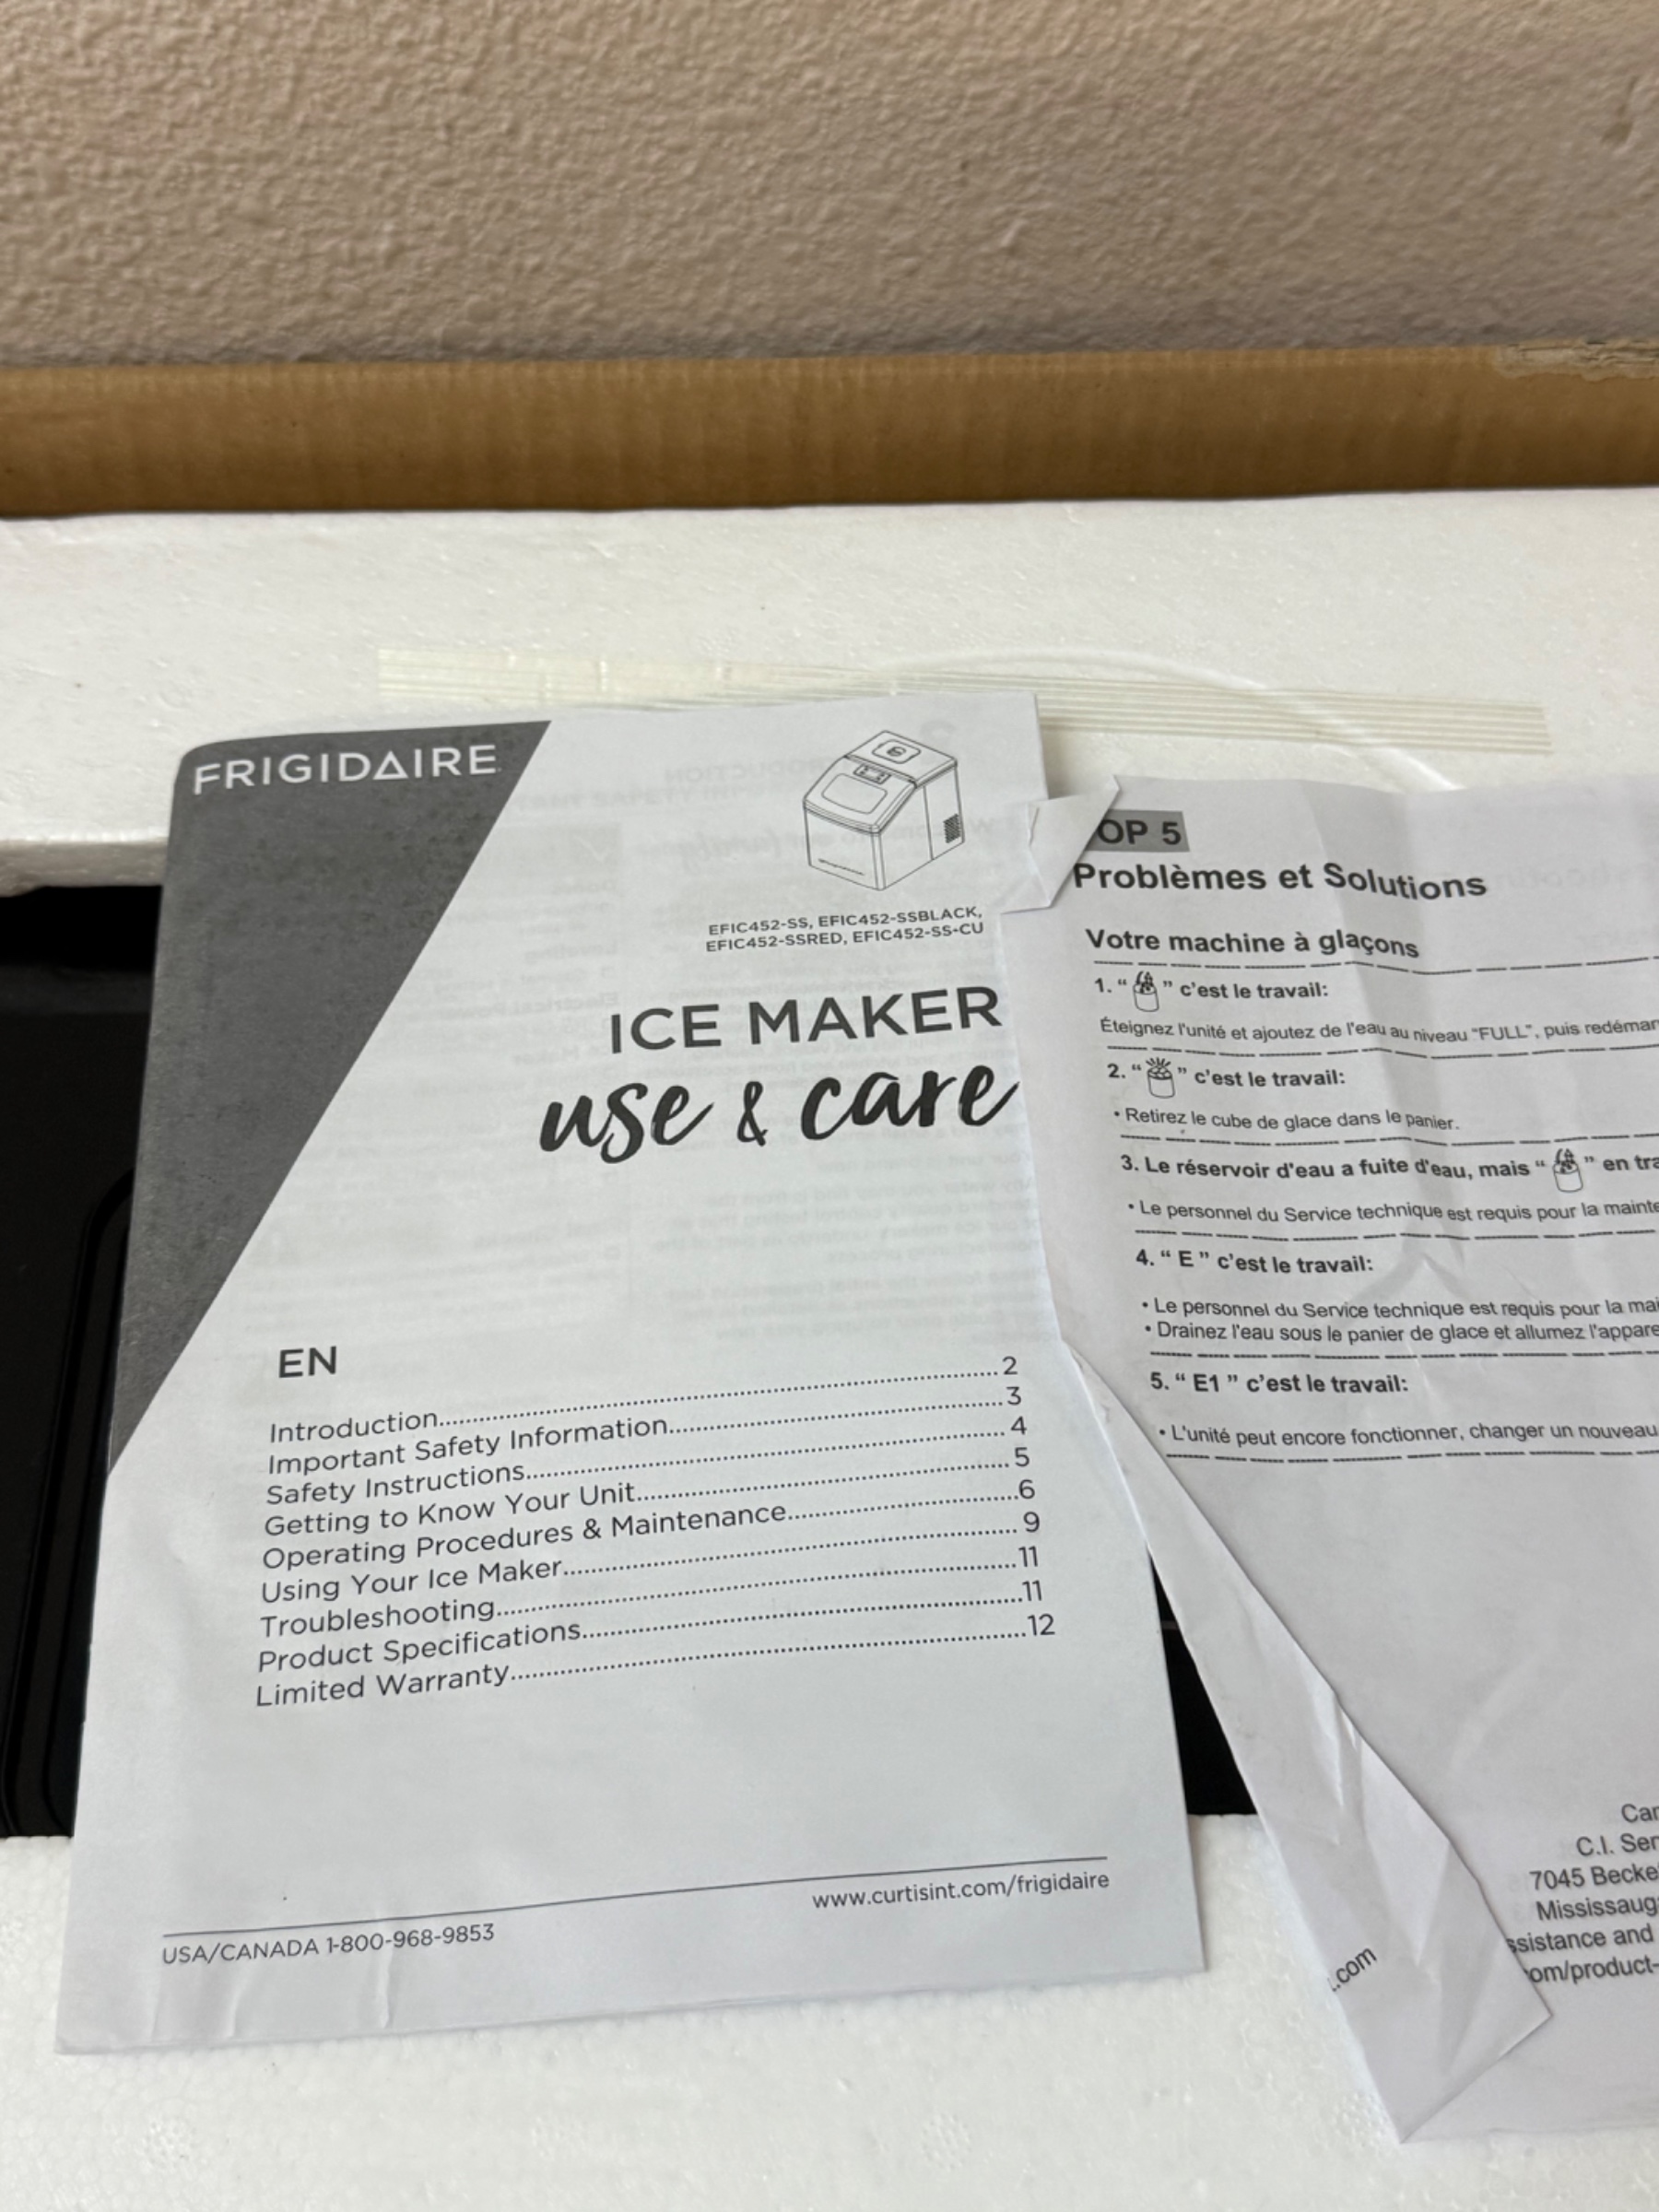 FRIGIDAIRE
EFIC452-SS, EFIC452-SSBLACK,
EFIC452-SSRED, EFIC452-SS-CU
ICE MAKER
use & care
EN
Introduction..........2
Important Safety Information..........3
Safety Instructions..........4
Getting to Know Your Unit..........5
Operating Procedures & Maintenance..........6
Using Your Ice Maker..........9
Troubleshooting..........11
Product Specifications..........11
Limited Warranty..........12
USA/CANADA 1-800-968-9853
www.curtisint.com/frigidaire
OP 5
Problèmes et Solutions
Votre machine à glaçons
1. “ ” c'est le travail:
Éteignez l'unité et ajoutez de l'eau au niveau “FULL”, puis
2. “ ” c'est le travail:
• Retirez le cube de glace dans le panier.
3. Le réservoir d'eau a fuite d'eau, mais “ ” en
• Le personnel du Service technique est requis pour la
4. “ E ” c'est le travail:
• Le personnel du Service technique est requis pour la
• Drainez l'eau sous le panier de glace et allumez
5. “ E1 ” c'est le travail:
• L'unité peut encore fonctionner, changer un nouveau
C.I.
7045
and
.com